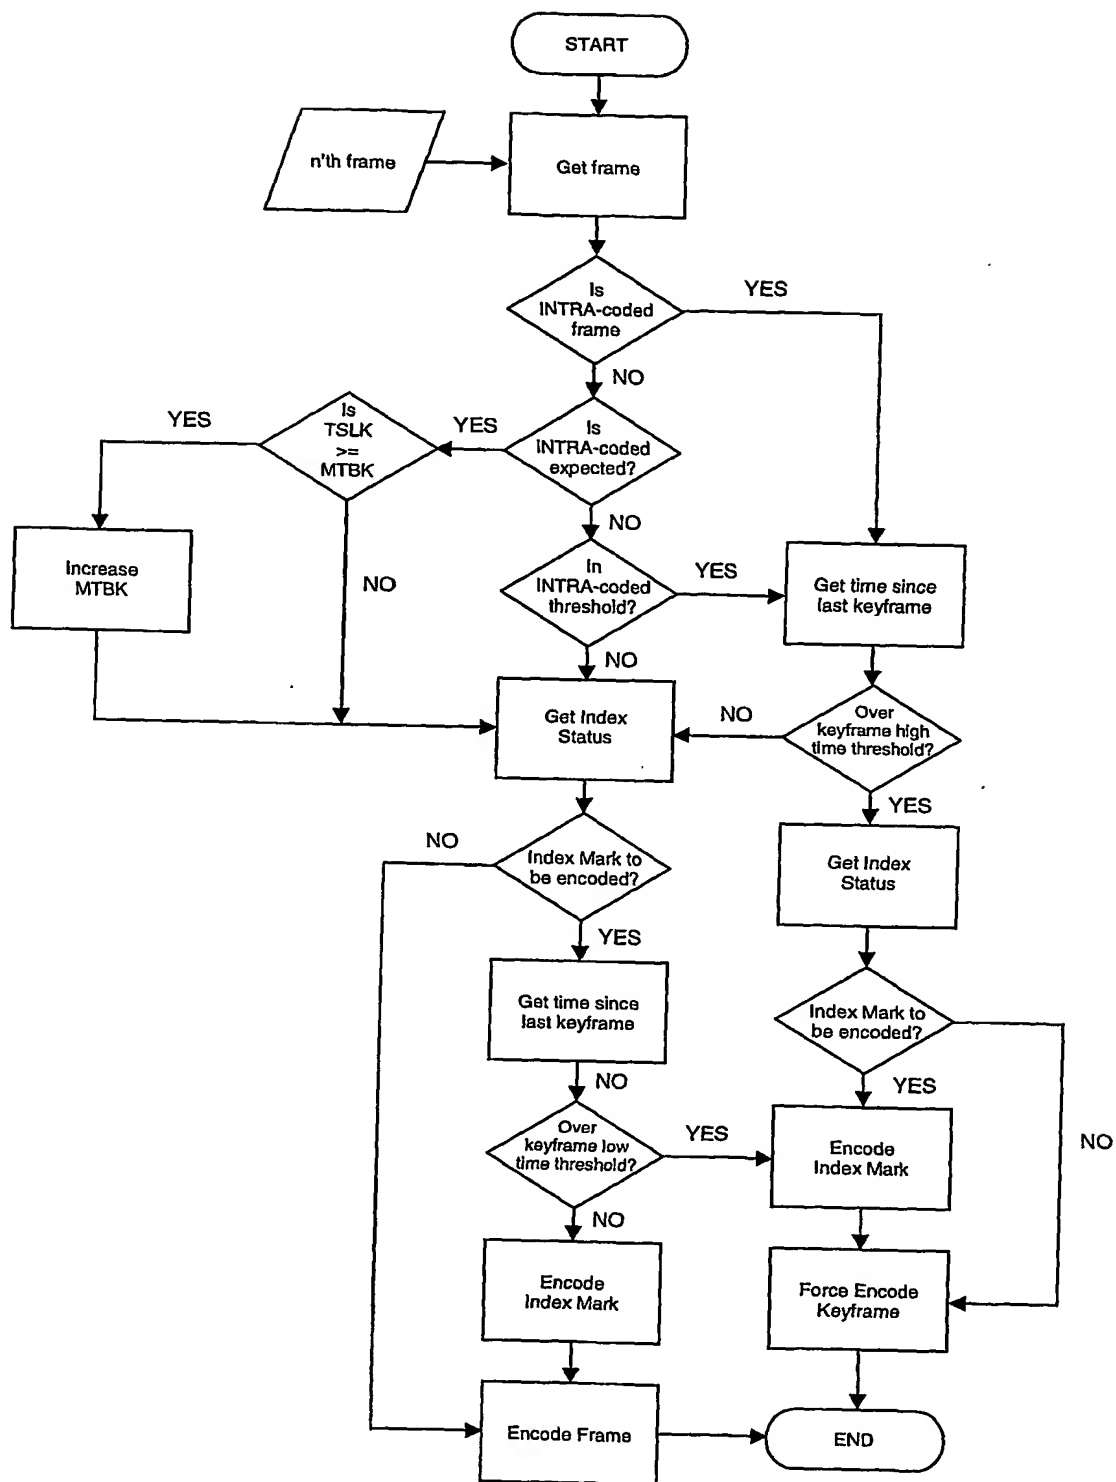 START
n'th frame
Get frame
Is
INTRA-coded
frame
YES
NO
Is
TSLK
>=
MTBK
YES
YES
Is
INTRA-coded
expected?
NO
Increase
MTBK
NO
In
INTRA-coded
threshold?
YES
Get time since
last keyframe
NO
Get Index
Status
NO
Over
keyframe high
time threshold?
YES
NO
Index Mark to
be encoded?
Get Index
Status
YES
Get time since
last keyframe
Index Mark to
be encoded?
NO
YES
Over
keyframe low
time threshold?
YES
Encode
Index Mark
NO
NO
Encode
Index Mark
Force Encode
Keyframe
Encode Frame
END